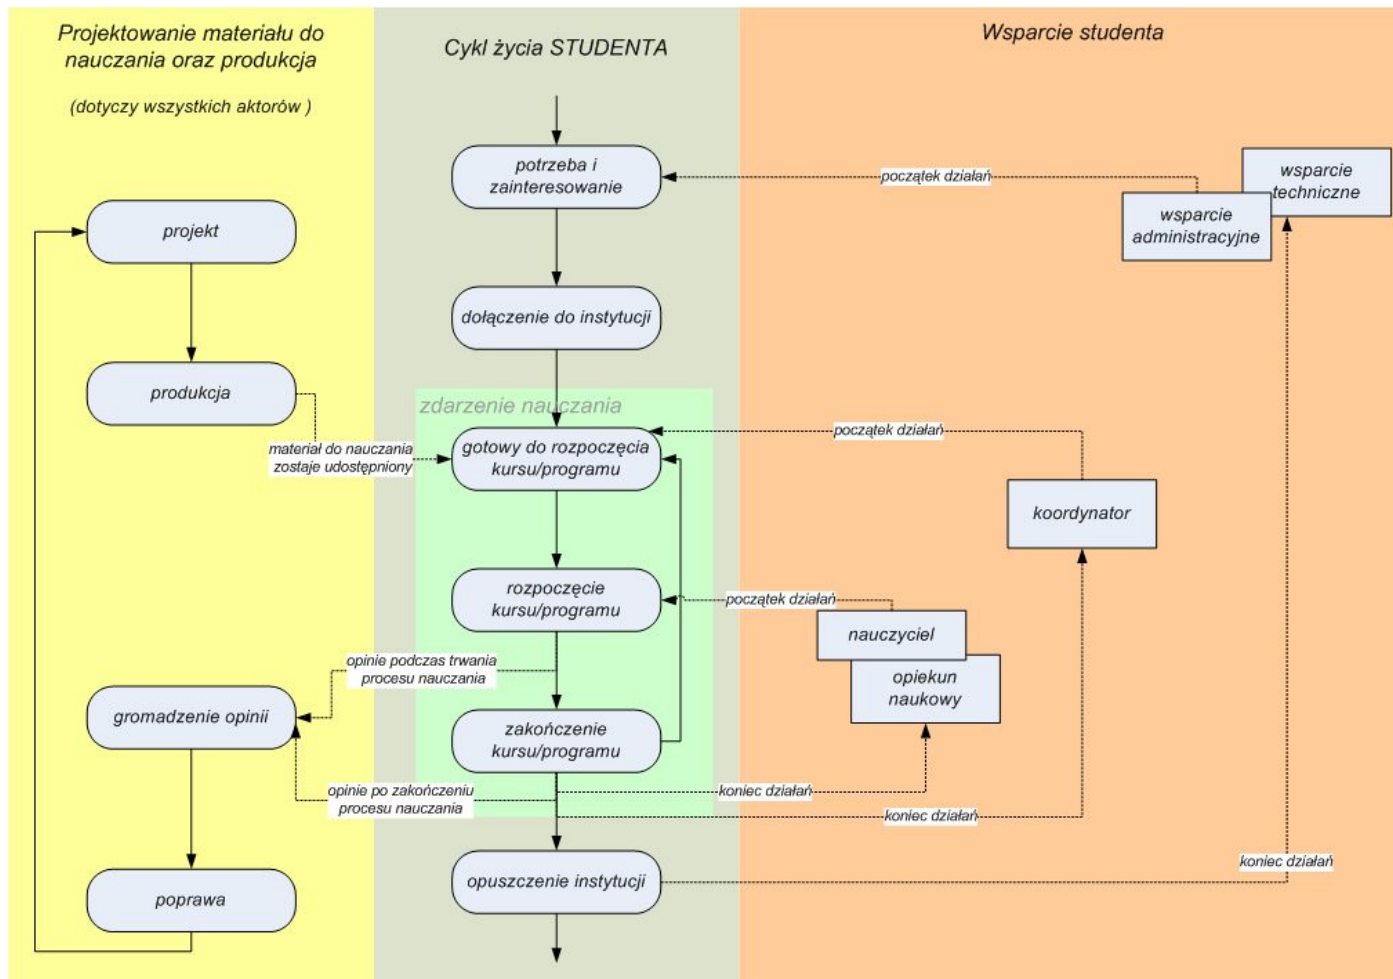 Projektowanie materiału do
nauczania oraz produkcja
(dotyczy wszystkich aktorów )
projekt
produkcja
materiał do nauczania
zostaje udostępniony
gromadzenie opinii
poprawa
Cykl życia STUDENTA
potrzeba i
zainteresowanie
dołączenie do instytucji
zdarzenie nauczania
gotowy do rozpoczęcia
kursu/programu
rozpoczęcie
kursu/programu
opinie podczas trwania
procesu nauczania
zakończenie
kursu/programu
opinie po zakończeniu
procesu nauczania
opuszczenie instytucji
Wsparcie studenta
początek działań
wsparcie
techniczne
wsparcie
administracyjne
początek działań
koordynator
początek działań
nauczyciel
opiekun
naukowy
koniec działań
koniec działań
koniec działań